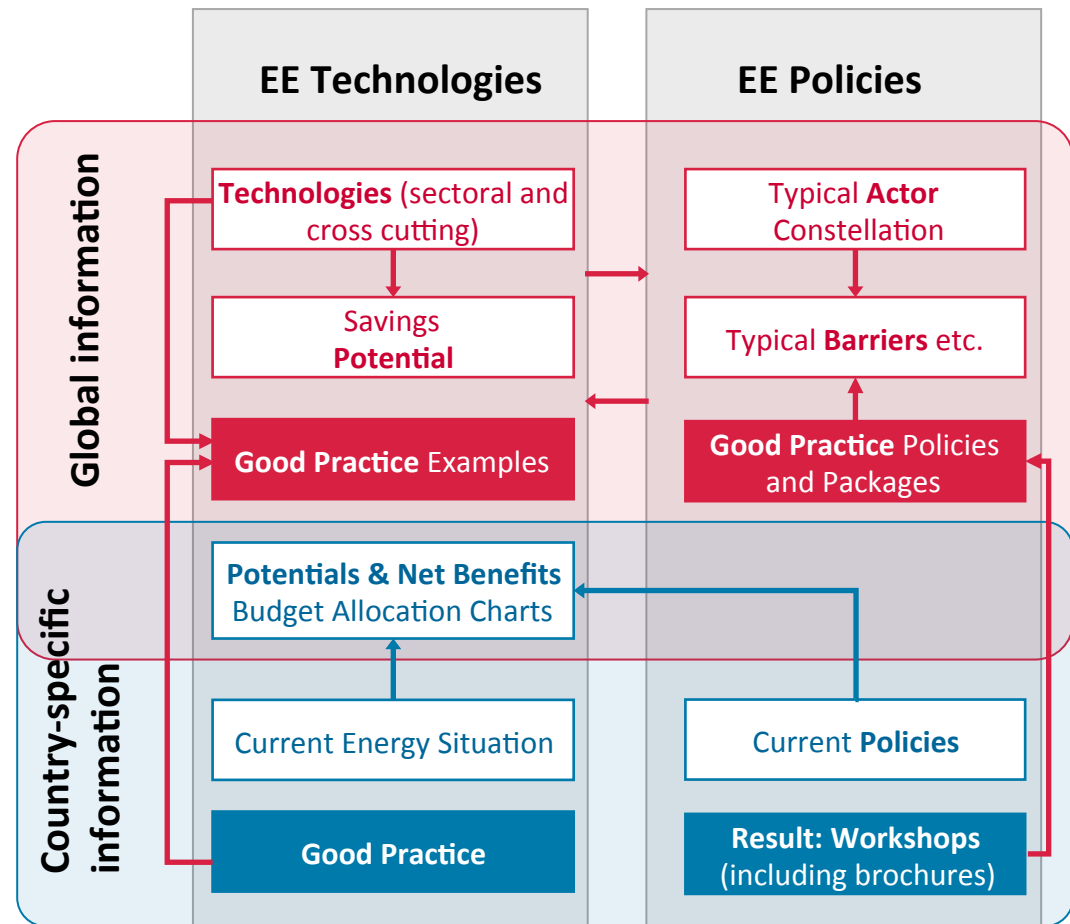 EE Technologies
EE Policies
Global information
Technologies (sectoral and
cross cutting)
Typical Actor
Constellation
Savings
Potential
Typical Barriers etc.
Good Practice Examples
Good Practice Policies
and Packages
Country-specific
information
Potentials & Net Benefits
Budget Allocation Charts
Current Energy Situation
Current Policies
Good Practice
Result: Workshops
(including brochures)